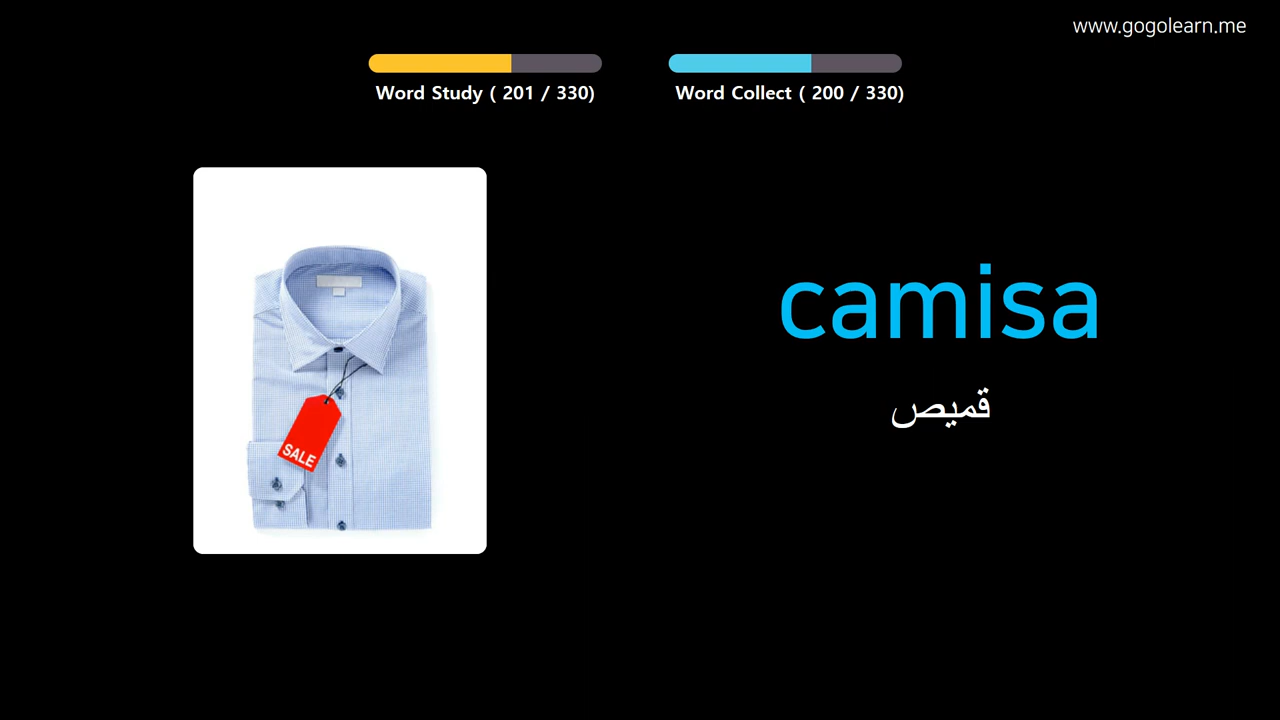 www.gogolearn.me
Word Study ( 201 / 330)
Word Collect ( 200 / 330)
camisa
قميص
SALE